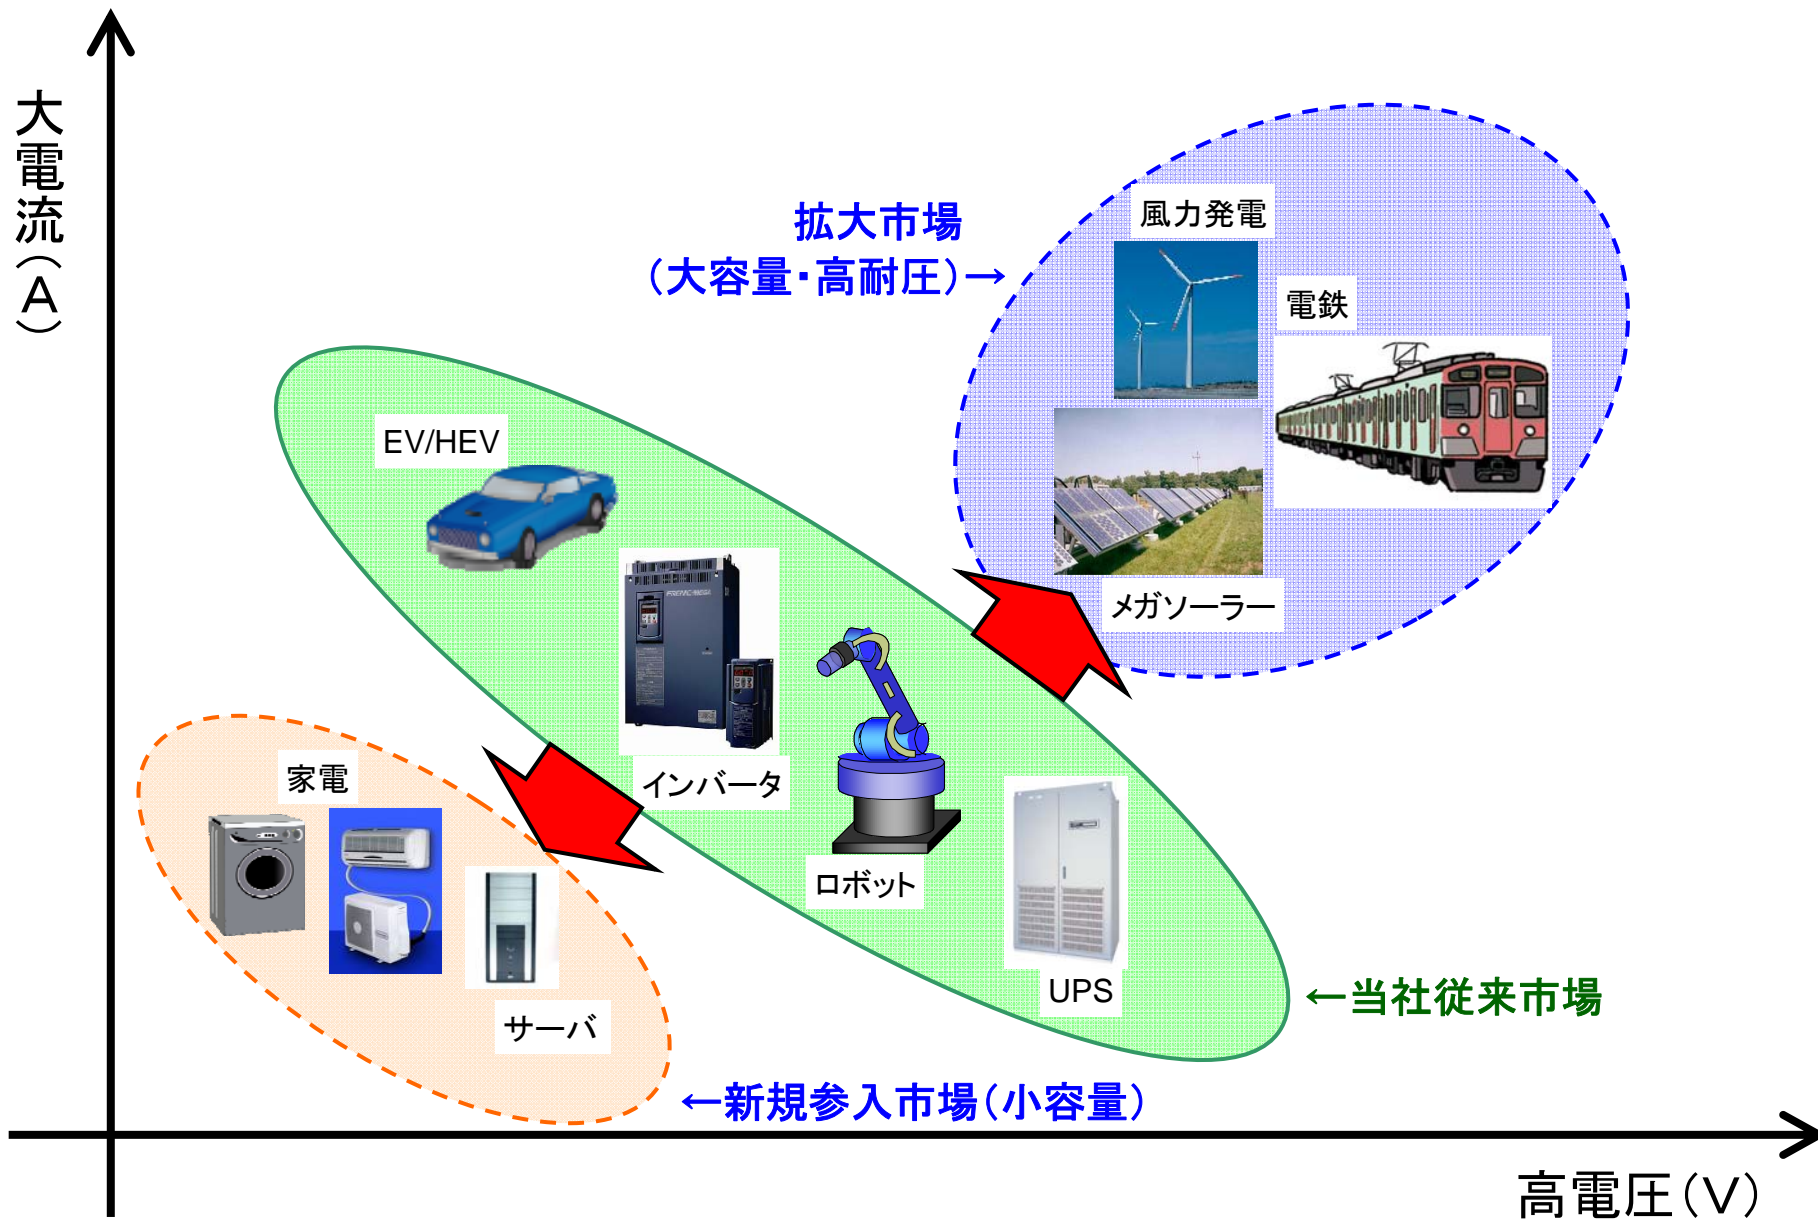 大電流(A)
拡大市場
(大容量・高耐圧)→
風力発電
電鉄
EV/HEV
メガソーラー
インバータ
家電
ロボット
UPS
サーバ
←当社従来市場
←新規参入市場(小容量)
高電圧(V)